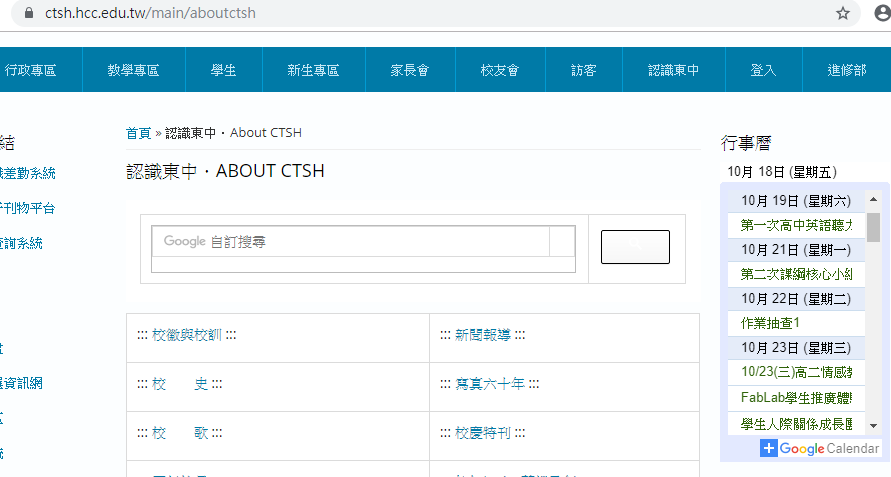 ctsh.hcc.edu.tw/main/aboutctsh
行政專區 教學專區 學生 新生專區 家長會 校友會 訪客 認識東中 登入 進修部
首頁 » 認識東中・About CTSH
認識東中・ABOUT CTSH
結
差勤系統
刊物平台
查詢系統
資訊網
Google 自訂搜尋
::: 校徽與校訓 :::
::: 新聞報導 :::
::: 校 史 :::
::: 寫真六十年 :::
::: 校 歌 :::
::: 校慶特刊 :::
行事曆
10月 18日 (星期五)
10月 19日 (星期六)
第一次高中英語聽
10月 21日 (星期一)
第二次課綱核心小組
10月 22日 (星期二)
作業抽查1
10月 23日 (星期三)
10/23(三)高二情感
FabLab學生推廣體
學生人際關係成長團
Google Calendar